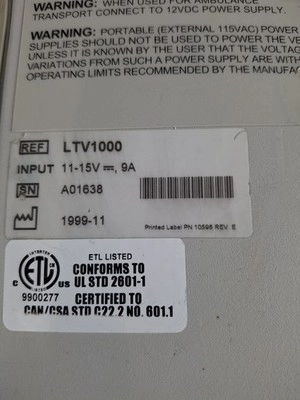 WARNING: WHEN USED FOR AMBULANCE
TRANSPORT CONNECT TO 12VDC POWER SUPPLY.
WARNING: PORTABLE (EXTERNAL 115VAC) POWER
SUPPLIES SHOULD NOT BE USED TO POWER THE VE
UNLESS IT IS KNOWN BY THE USER THAT THE VOLTAG
VARIATIONS FROM SUCH A POWER SUPPLY ARE WITH
OPERATING LIMITS RECOMMENDED BY THE MANUFAC
REF LTV1000
INPUT 11-15V ⎓, 9A
SN A01638
1999-11
Printed Label PN 10695 REV. E
ETL LISTED
CONFORMS TO
UL STD 2601-1
INTERTEK
ETL
C US
9900277
CERTIFIED TO
CAN/CSA STD C22.2 NO. 601.1